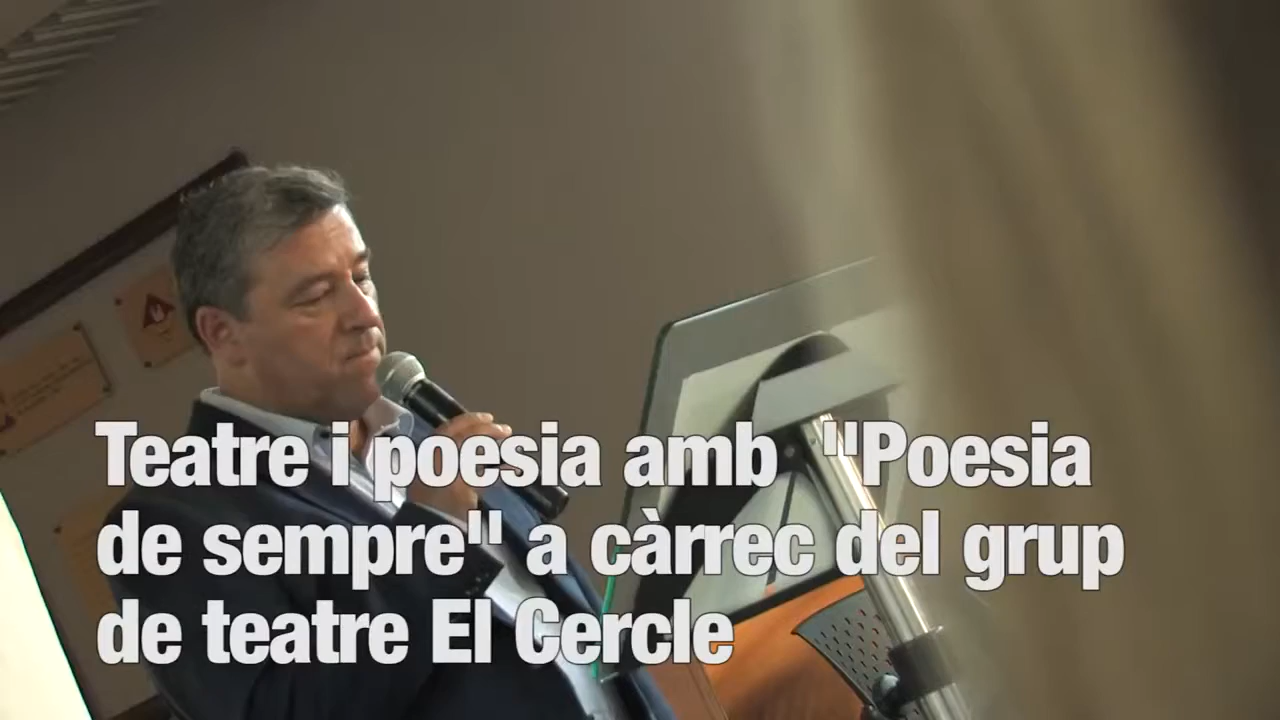 Teatre i poesia amb  "Poesia
de sempre" a càrrec del grup
de teatre El Cercle